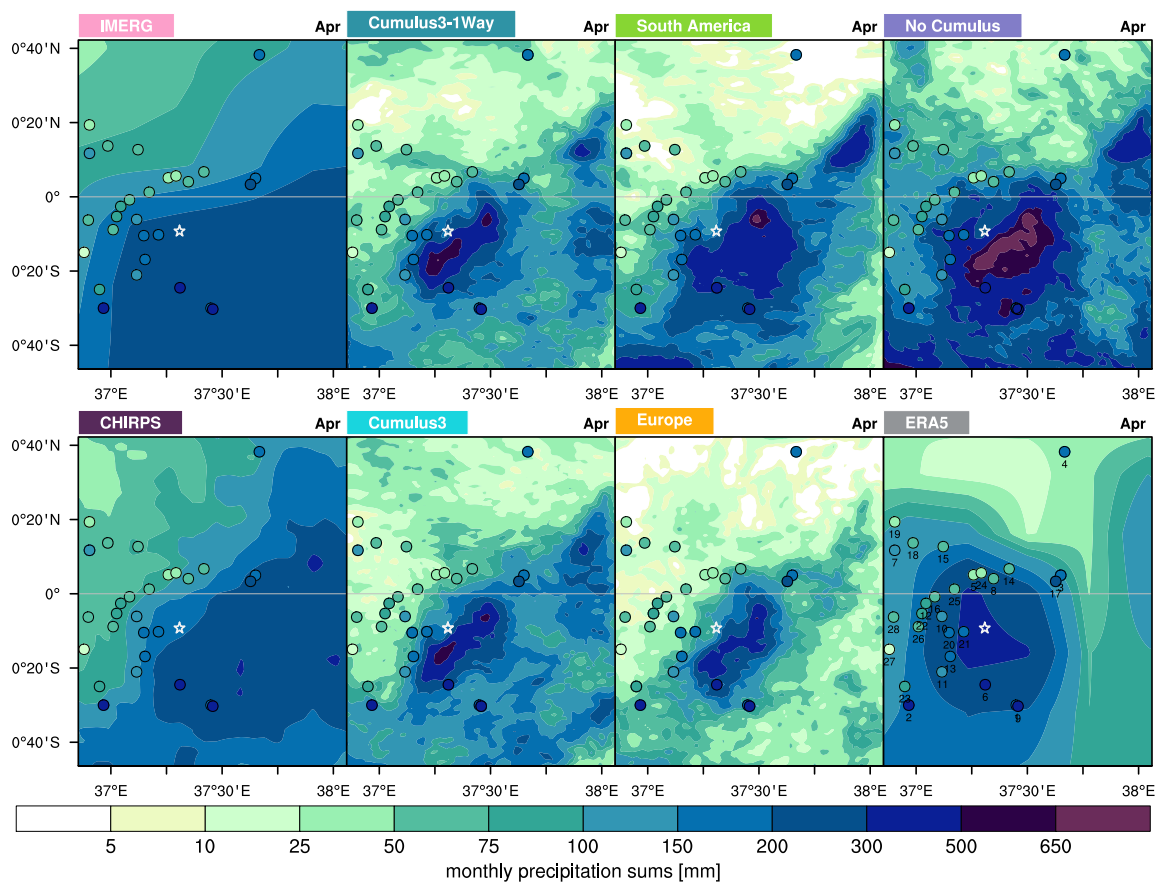 IMERG Apr Cumulus3-1Way Apr South America Apr No Cumulus Apr
0°40'N
0°20'N
0°
0°20'S
0°40'S
37°E 37°30'E 37°E 37°30'E 38°E 37°E 37°30'E 37°E 37°30'E 38°E
CHIRPS Apr Cumulus3 Apr Europe Apr ERA5 Apr
0°40'N
4
0°20'N
19
7 18 15
5 24 8 14
3
17
0°
25
16
12
28 22 10
26 20 21
27 13
0°20'S
11
23 6
2 9
0°40'S
37°E 37°30'E 38°E 37°E 37°30'E 38°E 37°E 37°30'E 37°E 37°30'E 38°E
5 10 25 50 75 100 150 200 300 500 650
monthly precipitation sums [mm]